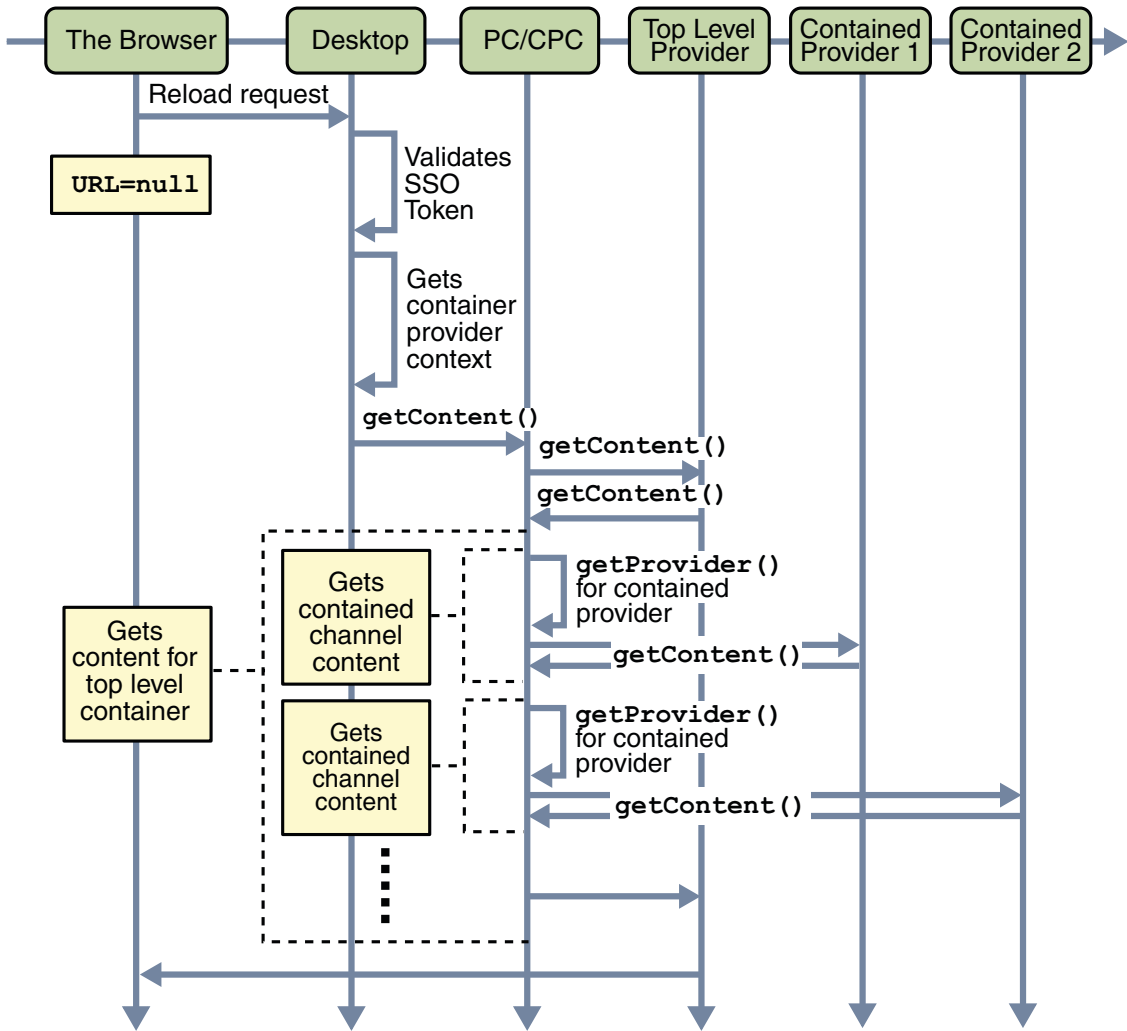 The Browser
Desktop
PC/CPC
Top Level
Provider
Contained
Provider 1
Contained
Provider 2
Reload request
URL=null
Validates
SSO
Token
Gets
container
provider
context
getContent()
getContent()
getContent()
Gets
contained
channel
content
getProvider()
for contained
provider
getContent()
Gets
content for
top level
container
Gets
contained
channel
content
getProvider()
for contained
provider
getContent()